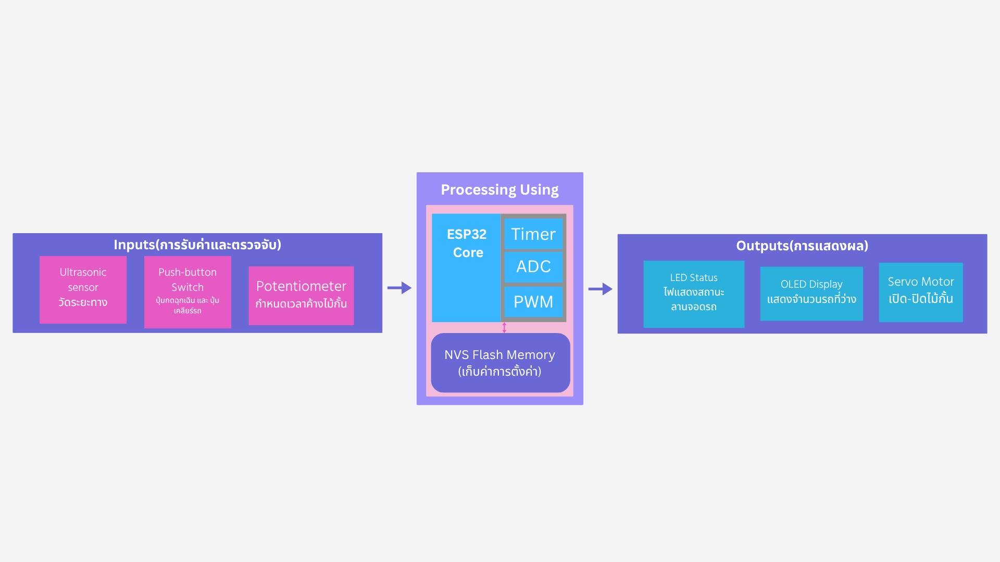 Inputs(การรับค่าและตรวจจับ)
Ultrasonic
sensor
วัดระยะทาง
Push-button
Switch
ปุ่มกดฉุกเฉิน และ ปุ่ม
เคลียร์รถ
Potentiometer
กำหนดเวลาค้างไม้กั้น
Processing Using
ESP32
Core
Timer
ADC
PWM
NVS Flash Memory
(เก็บค่าการตั้งค่า)
Outputs(การแสดงผล)
LED Status
ไฟแสดงสถานะ
ลานจอดรถ
OLED Display
แสดงจำนวนรถที่ว่าง
Servo Motor
เปิด-ปิดไม้กั้น